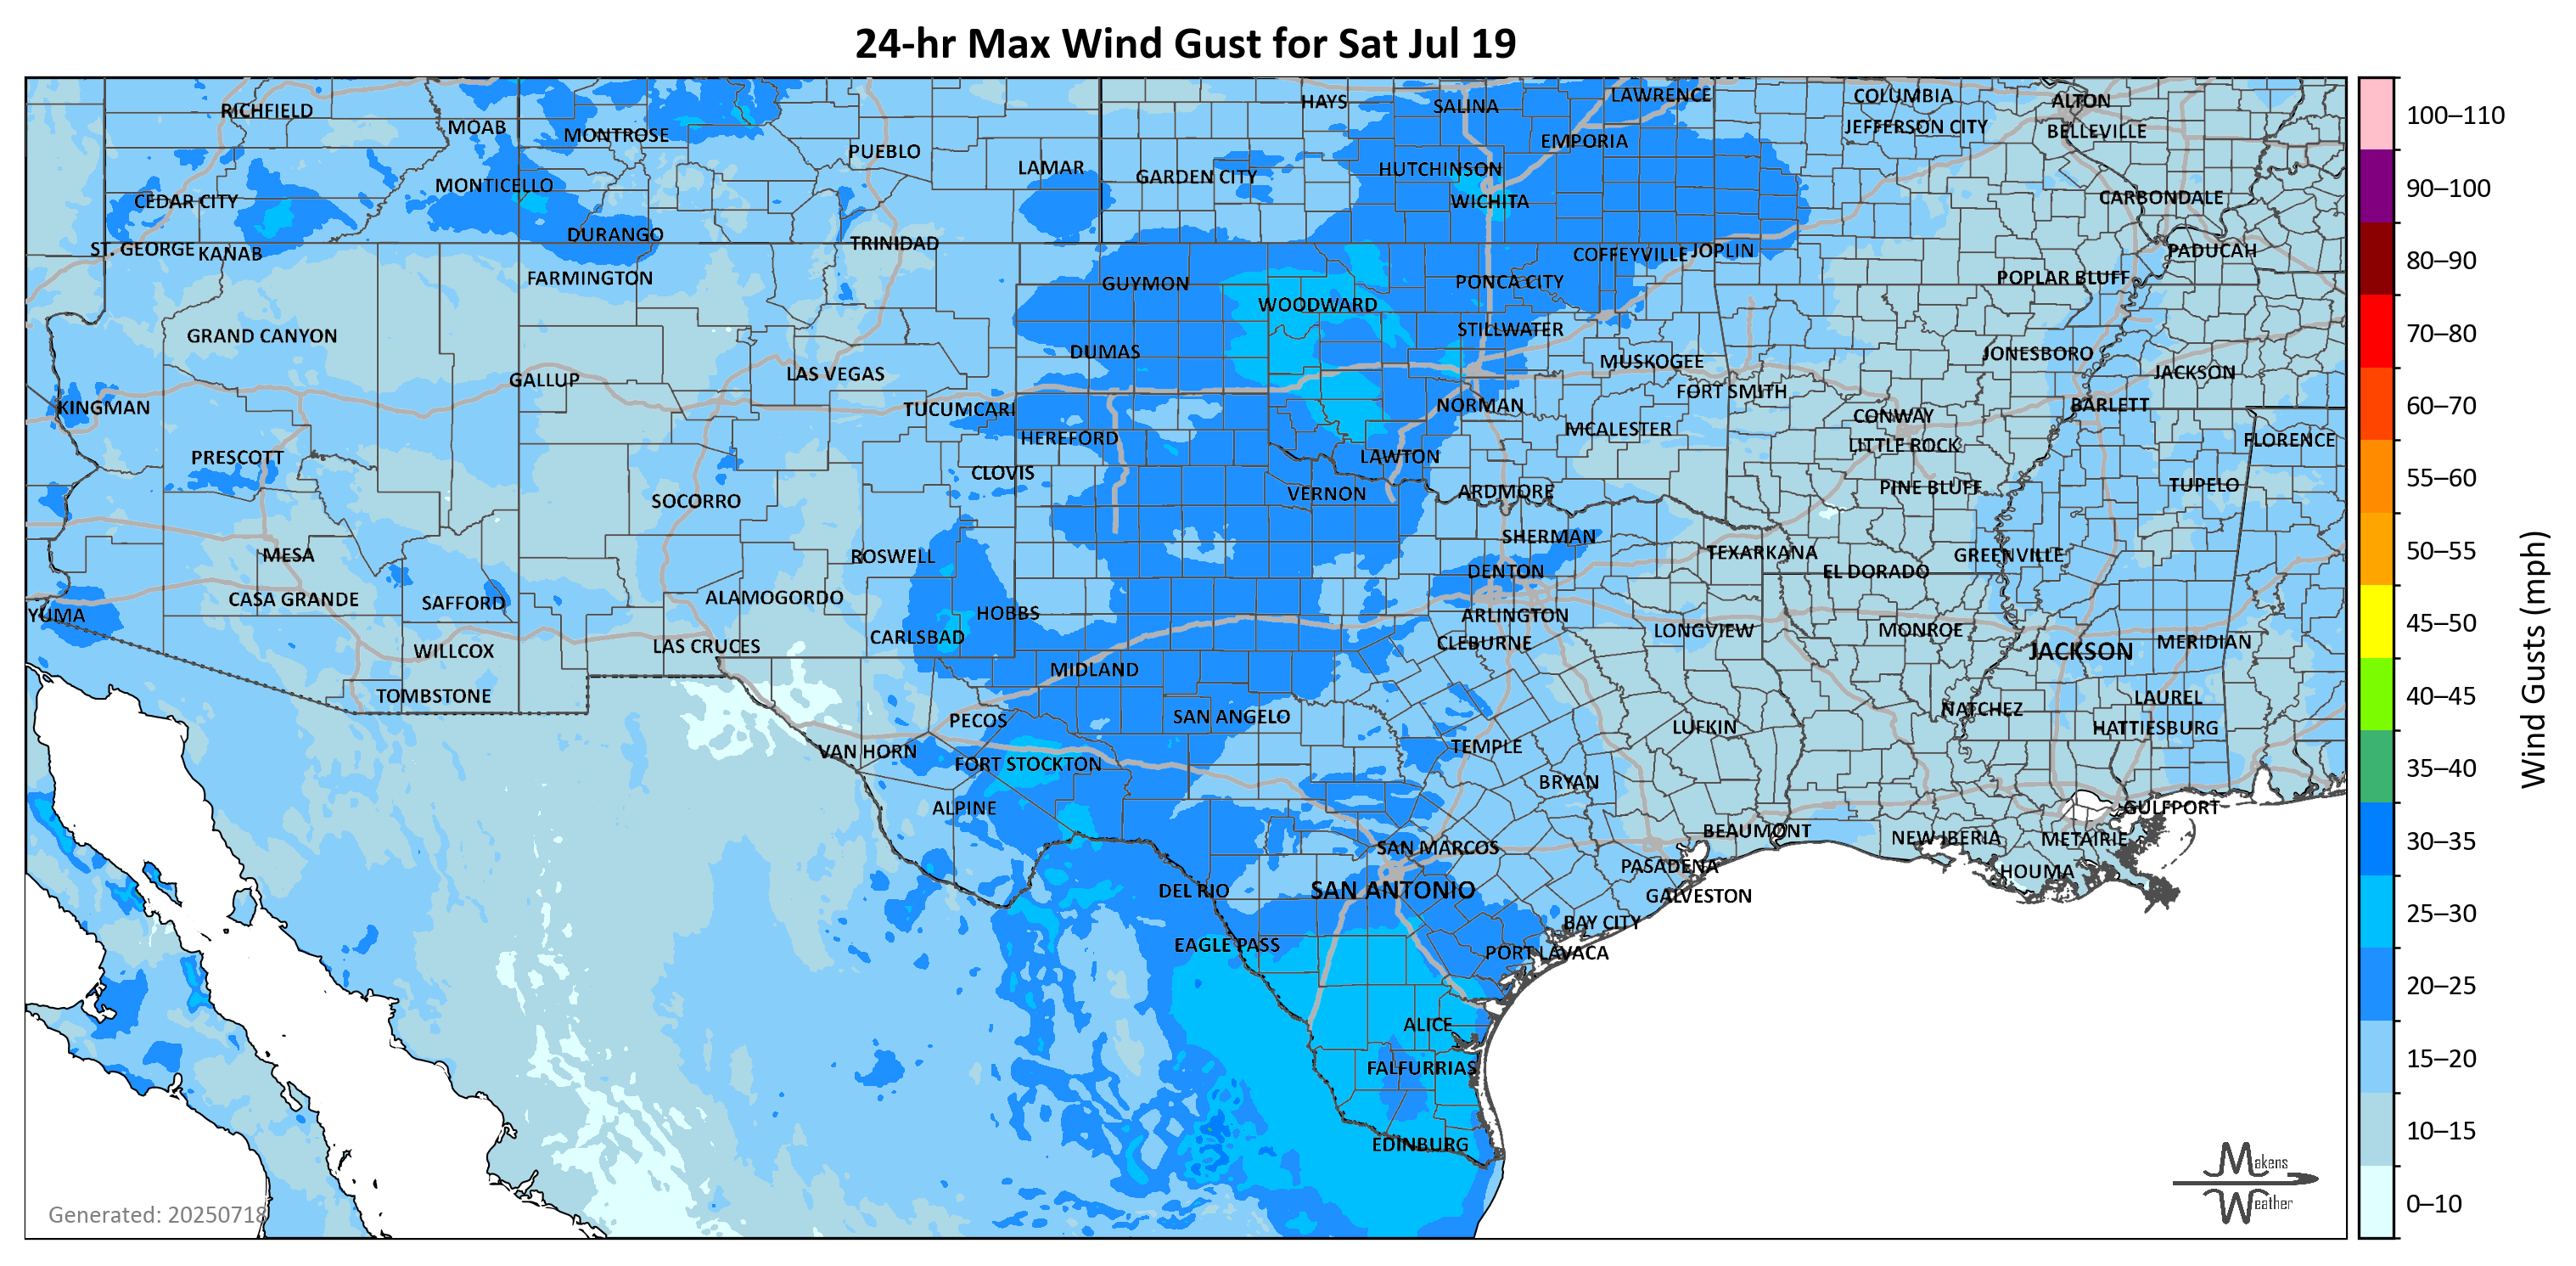 24-hr Max Wind Gust for Sat Jul 19
RICHFIELD
MOAB
MONTROSE
PUEBLO
LAMAR
GARDEN CITY
HAYS
SALINA
LAWRENCE
EMPORIA
HUTCHINSON
WICHITA
COLUMBIA
JEFFERSON CITY
ALTON
BELLEVILLE
CARBONDALE
PADUCAH
CEDAR CITY
MONTICELLO
ST. GEORGE
KANAB
DURANGO
TRINIDAD
FARMINGTON
GUYMON
WOODWARD
PONCA CITY
COFFEYVILLE
JOPLIN
POPLAR BLUFF
GRAND CANYON
DUMAS
STILLWATER
MUSKOGEE
JONESBORO
JACKSON
KINGMAN
GALLUP
LAS VEGAS
TUCUMCARI
FORT SMITH
NORMAN
CONWAY
BARLETT
HEREFORD
MCALESTER
LITTLE ROCK
FLORENCE
PRESCOTT
CLOVIS
LAWTON
SOCORRO
VERNON
ARDMORE
PINE BLUFF
TUPELO
MESA
ROSWELL
SHERMAN
TEXARKANA
GREENVILLE
DENTON
EL DORADO
YUMA
CASA GRANDE
SAFFORD
ALAMOGORDO
HOBBS
ARLINGTON
CARLSBAD
CLEBURNE
LONGVIEW
MONROE
JACKSON
MERIDIAN
WILLCOX
LAS CRUCES
MIDLAND
TOMBSTONE
PECOS
SAN ANGELO
LUFKIN
NATCHEZ
LAUREL
HATTIESBURG
VAN HORN
FORT STOCKTON
TEMPLE
BRYAN
ALPINE
GULFPORT
BEAUMONT
NEW IBERIA
METAIRIE
SAN MARCOS
PASADENA
HOUMA
DEL RIO
SAN ANTONIO
GALVESTON
BAY CITY
EAGLE PASS
PORT LAVACA
ALICE
FALFURRIAS
EDINBURG
Generated: 20250718
Makens
Weather
100–110
90–100
80–90
70–80
60–70
55–60
50–55
45–50
40–45
35–40
30–35
25–30
20–25
15–20
10–15
0–10
Wind Gusts (mph)